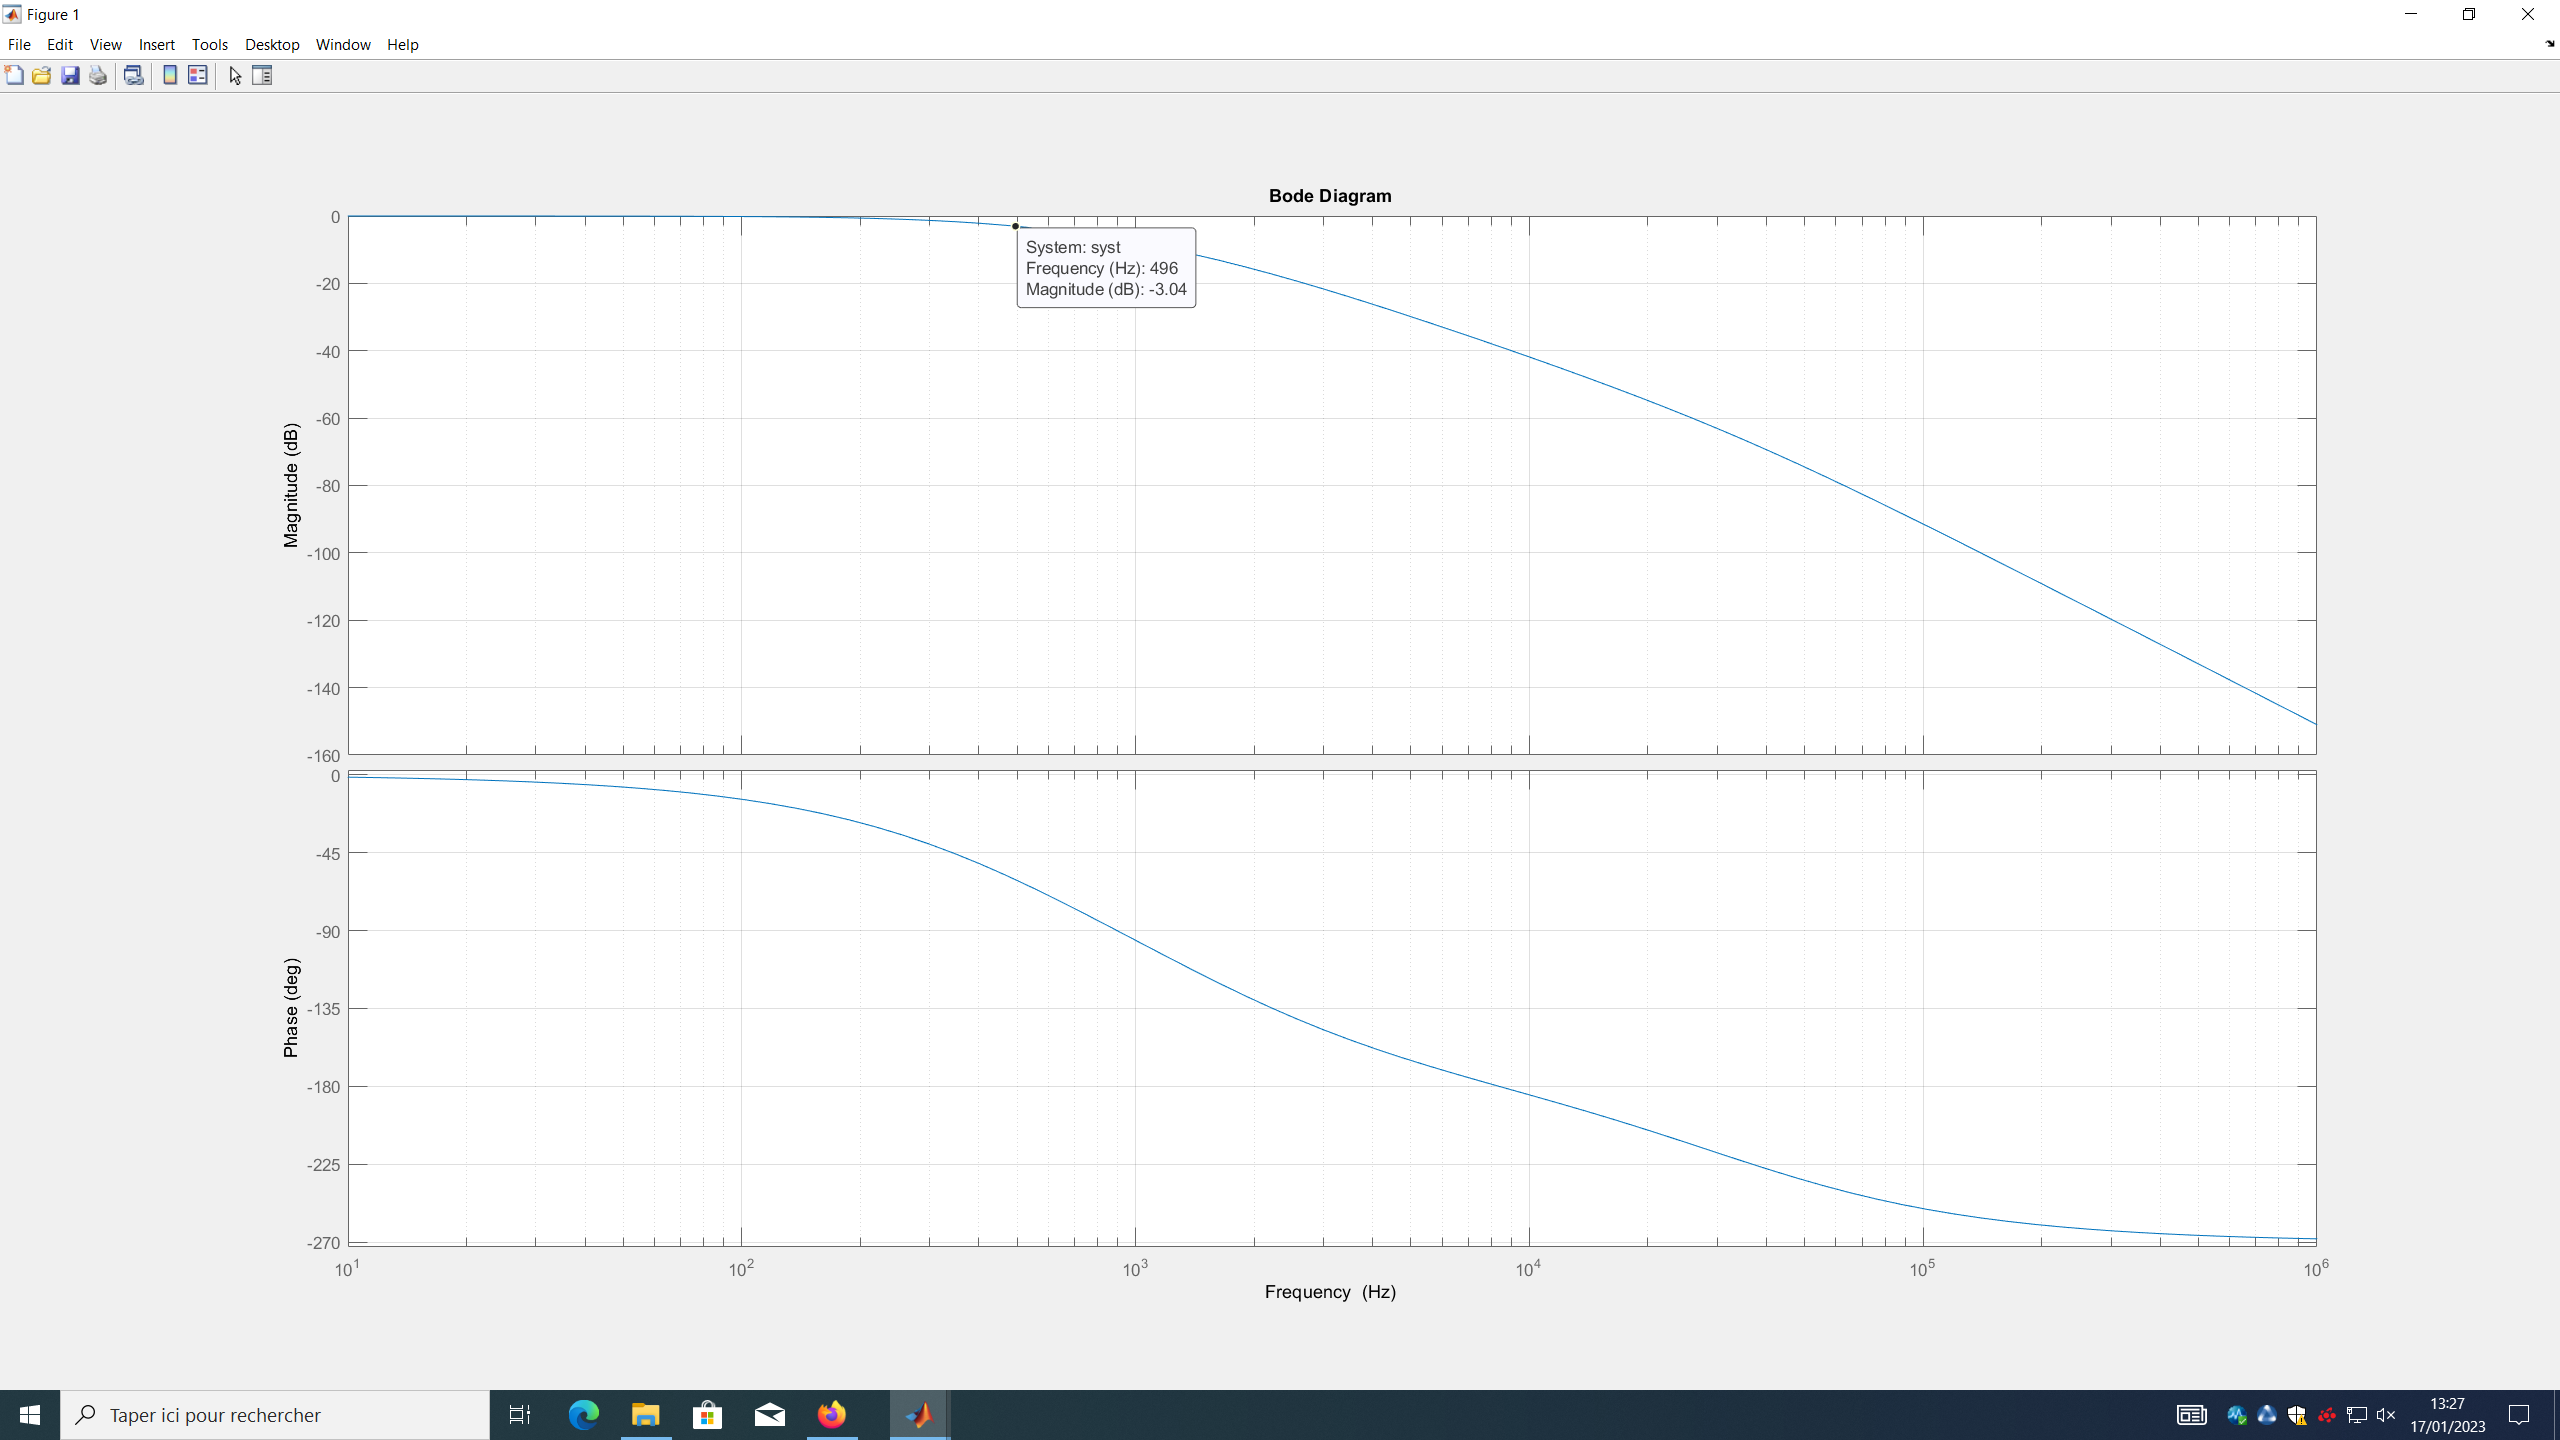 Figure 1
File Edit View Insert Tools Desktop Window Help
Bode Diagram
0
-20
-40
-60
-80
-100
-120
-140
-160
Magnitude (dB)
System: syst
Frequency (Hz): 496
Magnitude (dB): -3.04
0
-45
-90
-135
-180
-225
-270
Phase (deg)
10^1 10^2 10^3 10^4 10^5 10^6
Frequency (Hz)
Taper ici pour rechercher
13:27
17/01/2023